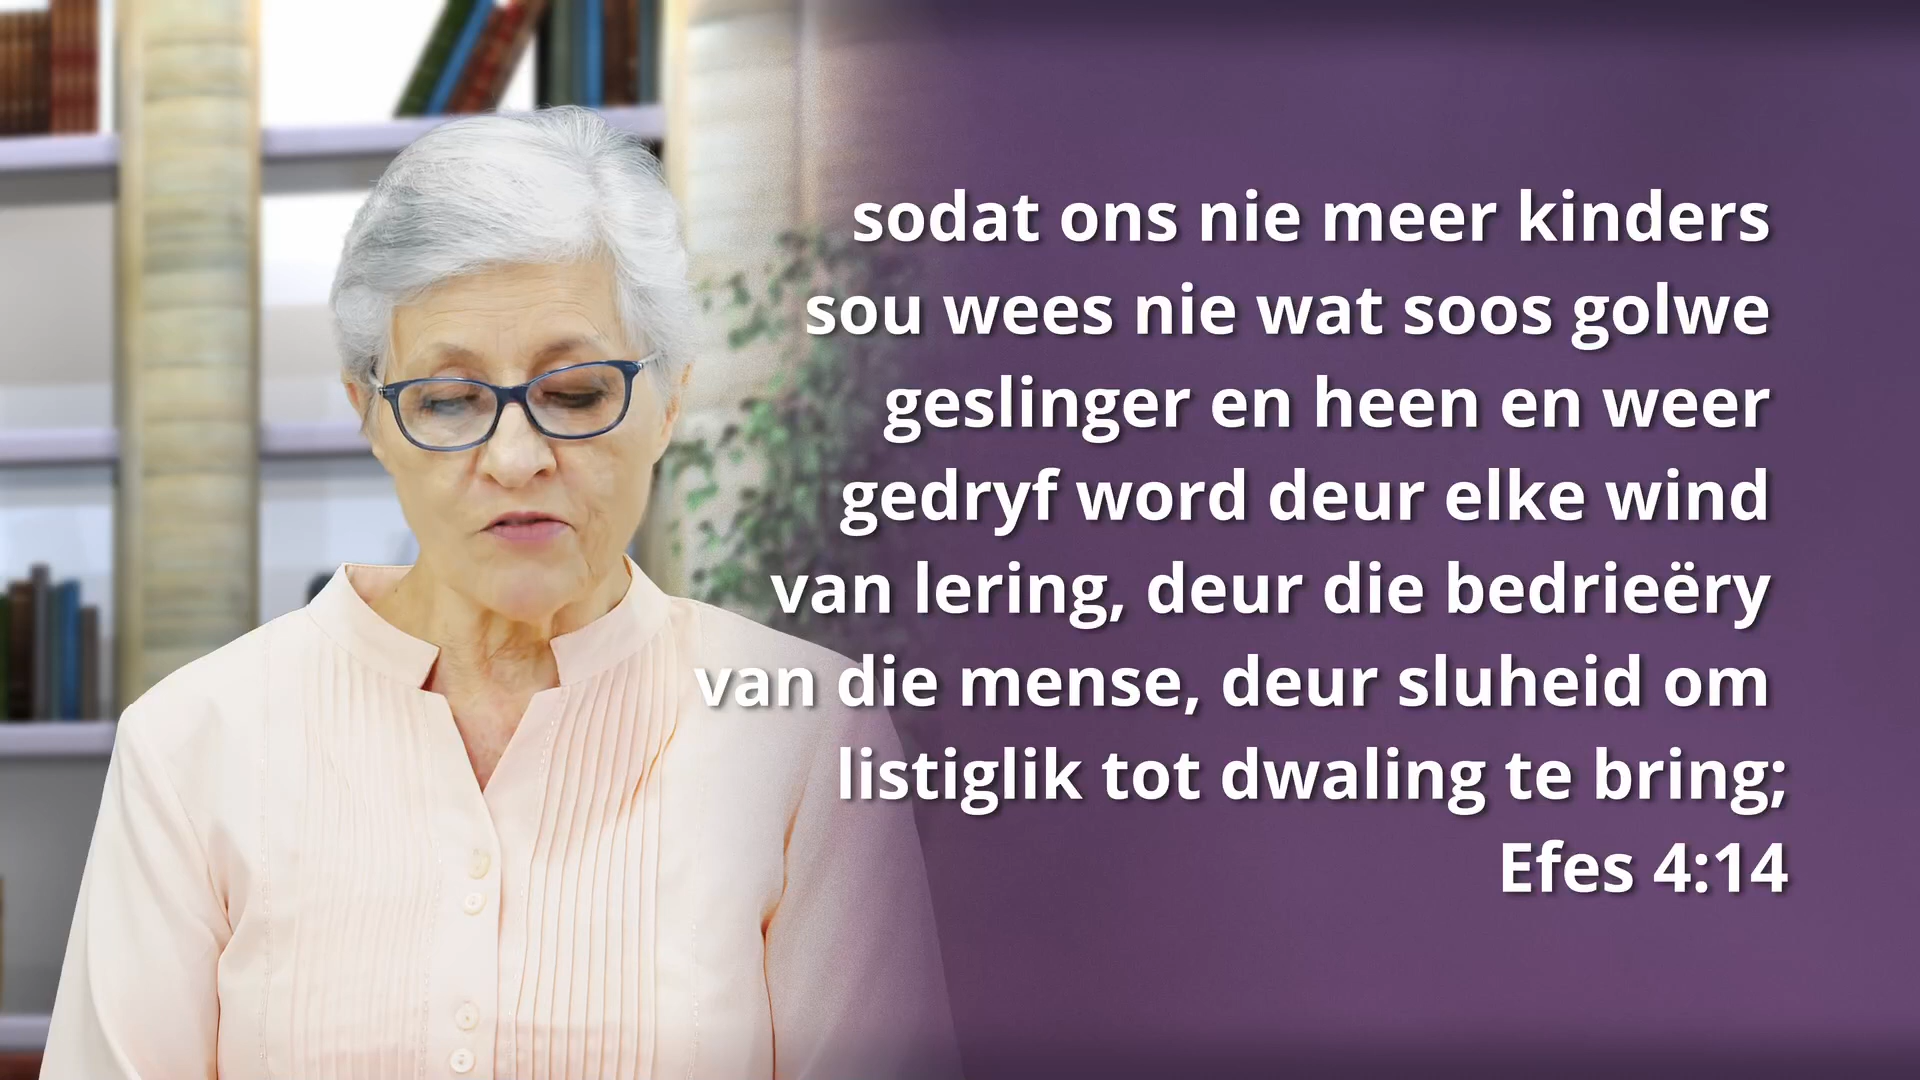 sodat ons nie meer kinders
sou wees nie wat soos golwe
geslinger en heen en weer
gedryf word deur elke wind
van lering, deur die bedrieëry
van die mense, deur sluheid om
listiglik tot dwaling te bring;
Efes 4:14